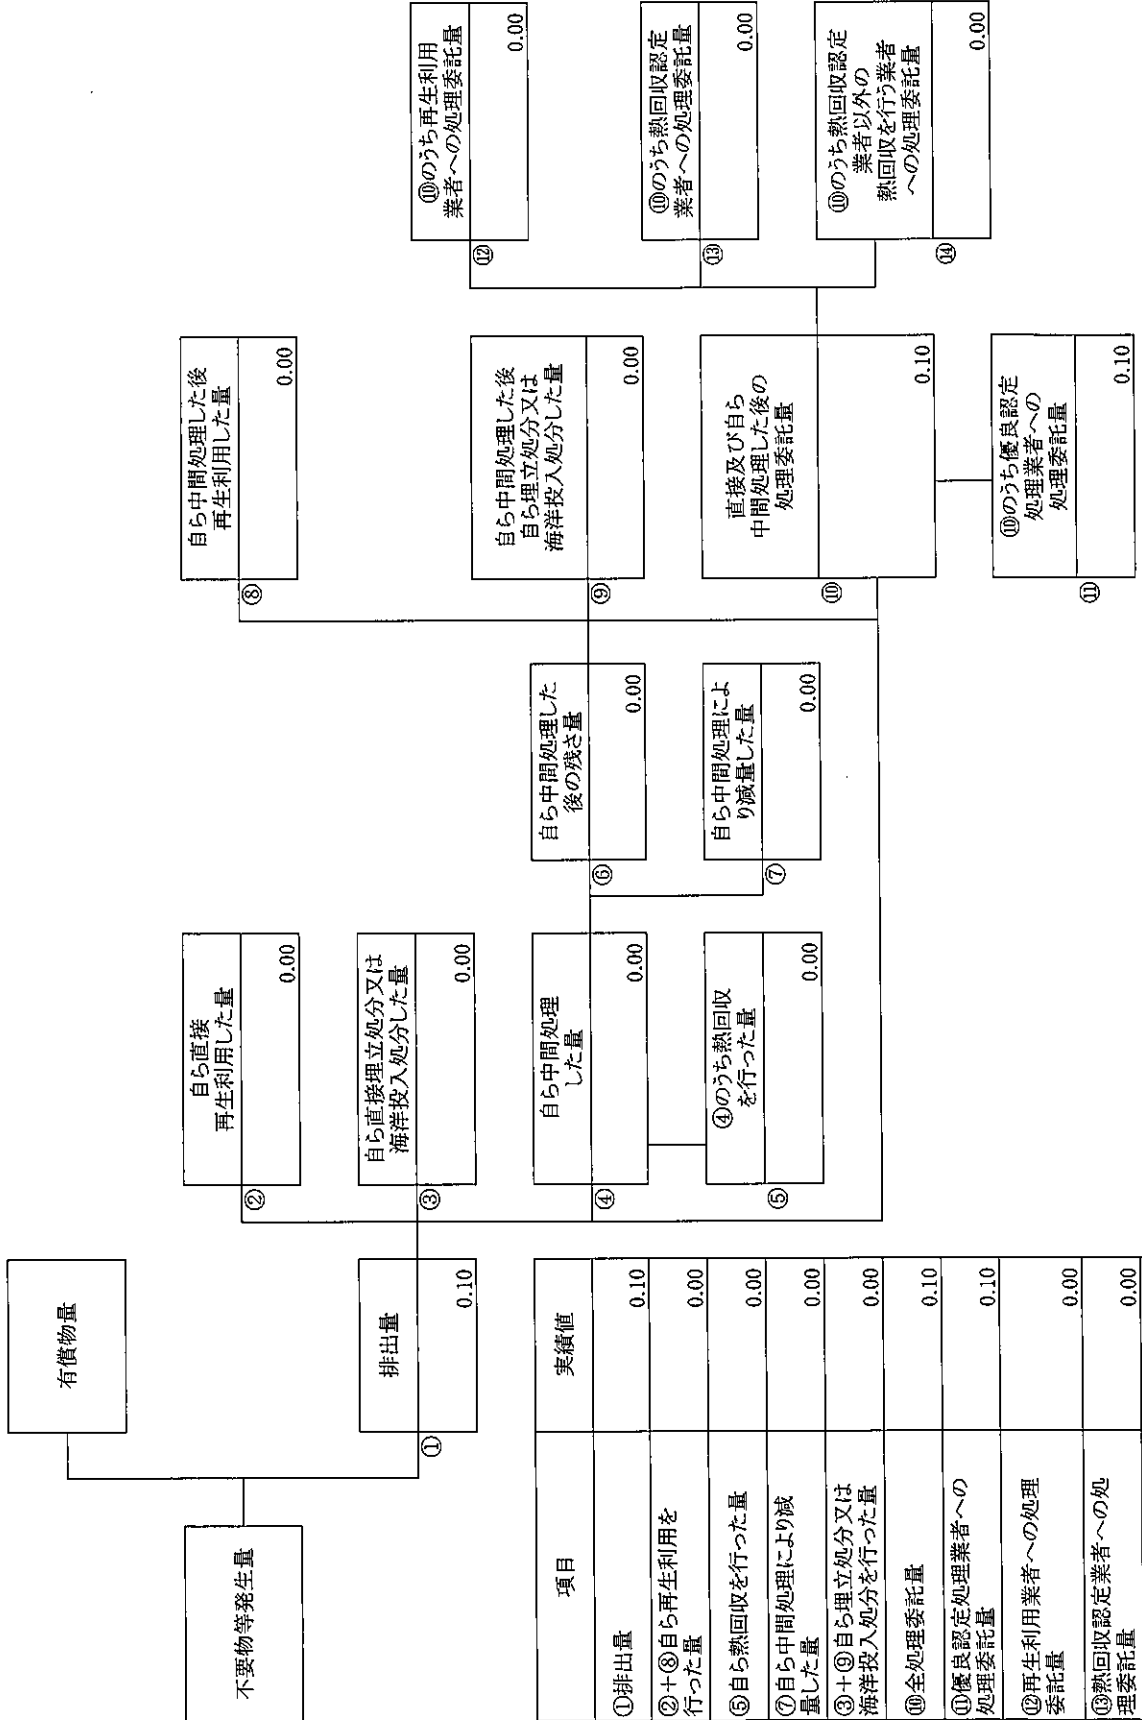 不要物等発生量
有償物量
排出量
①
0.10
自ら直接
再生利用した量
②
0.00
自ら直接埋立処分又は
海洋投入処分した量
③
0.00
自ら中間処理
した量
④
0.00
④のうち熱回収
を行った量
⑤
0.00
自ら中間処理した
後の残さ量
⑥
0.00
自ら中間処理によ
り減量した量
⑦
0.00
自ら中間処理した後
再生利用した量
⑧
0.00
自ら中間処理した後
自ら埋立処分又は
海洋投入処分した量
⑨
0.00
直接及び自ら
中間処理した後の
処理委託量
⑩
0.10
⑩のうち優良認定
処理業者への
処理委託量
⑪
0.10
⑩のうち再生利用
業者への処理委託量
⑫
0.00
⑩のうち熱回収認定
業者への処理委託量
⑬
0.00
⑩のうち熱回収認定
業者以外の
熱回収を行う業者
への処理委託量
⑭
0.00
項目 実績値
①排出量 0.10
②+⑧自ら再生利用を
行った量 0.00
⑤自ら熱回収を行った量 0.00
⑦自ら中間処理により減
量した量 0.00
③+⑨自ら埋立処分又は
海洋投入処分を行った量 0.00
⑩全処理委託量 0.10
⑪優良認定処理業者への
処理委託量 0.10
⑫再生利用業者への処理
委託量 0.00
⑬熱回収認定業者への処
理委託量 0.00